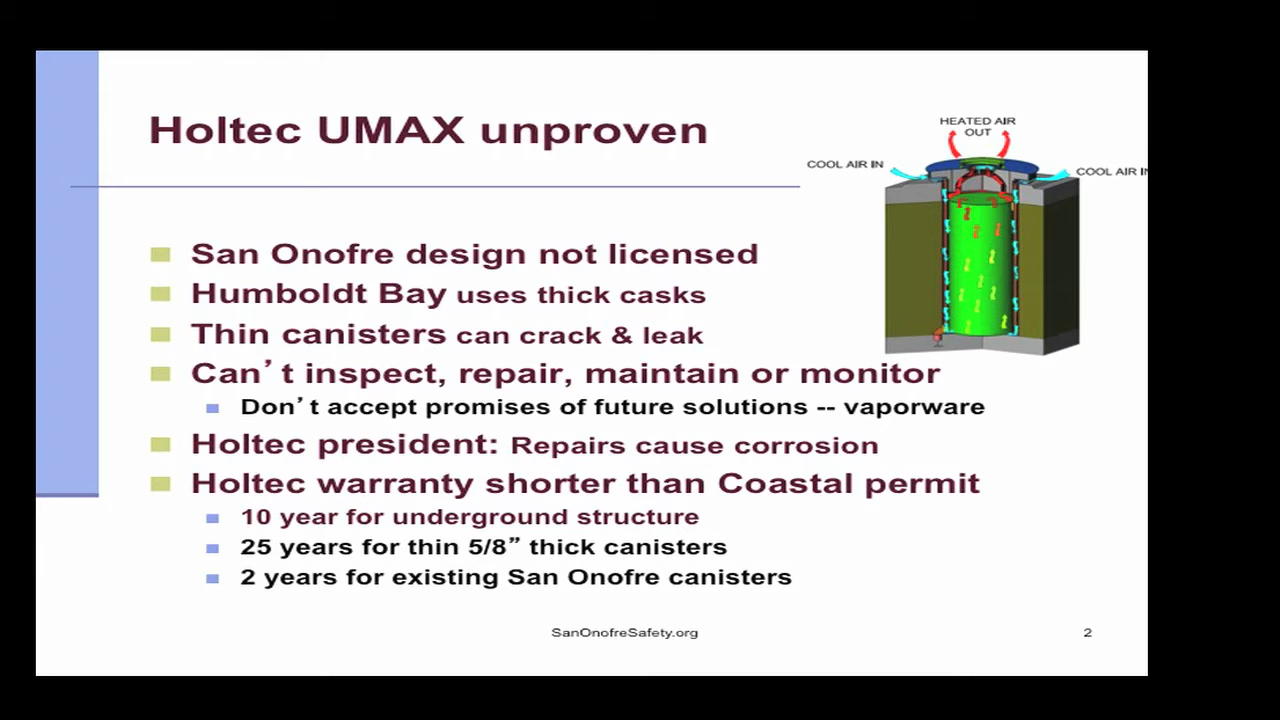 Holtec UMAX unproven
HEATED AIR
OUT
COOL AIR IN
COOL AIR IN
San Onofre design not licensed
Humboldt Bay uses thick casks
Thin canisters can crack & leak
Can’t inspect, repair, maintain or monitor
Don’t accept promises of future solutions -- vaporware
Holtec president: Repairs cause corrosion
Holtec warranty shorter than Coastal permit
10 year for underground structure
25 years for thin 5/8” thick canisters
2 years for existing San Onofre canisters
SanOnofreSafety.org
2